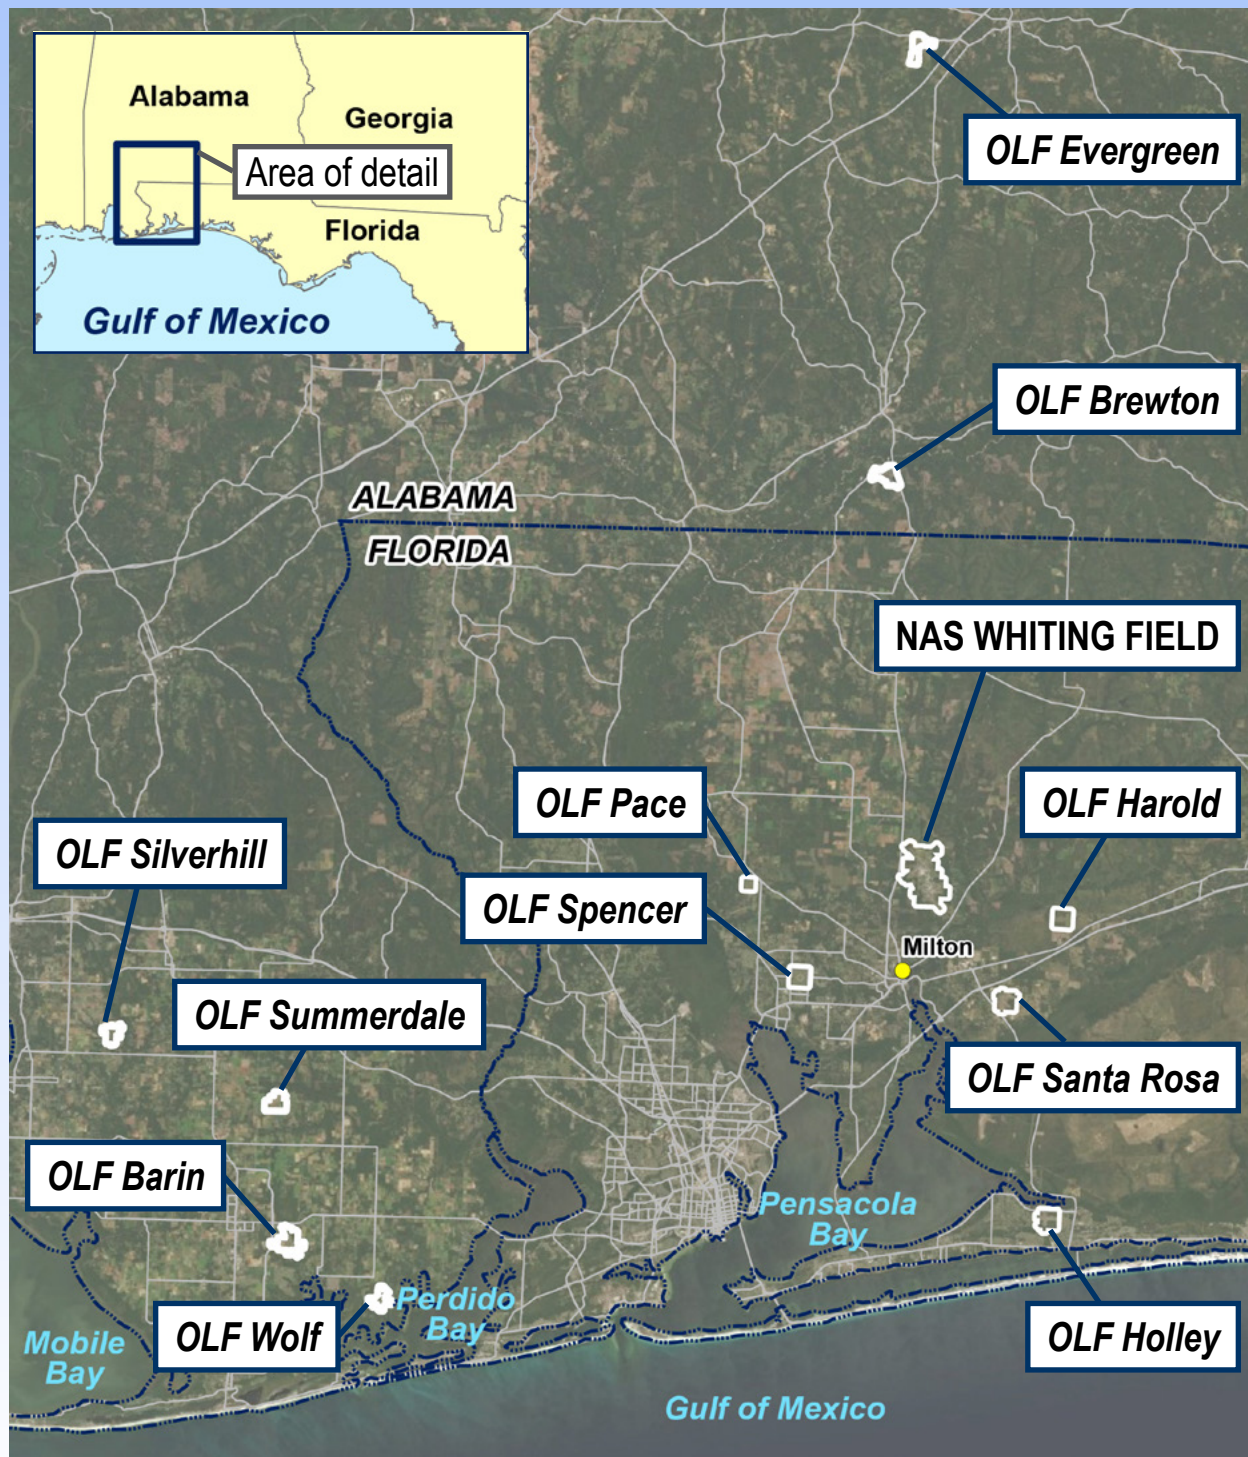 Alabama
Georgia
Area of detail
Florida
Gulf of Mexico
OLF Evergreen
OLF Brewton
ALABAMA
FLORIDA
NAS WHITING FIELD
OLF Pace
OLF Harold
OLF Silverhill
OLF Spencer
Milton
OLF Summerdale
OLF Santa Rosa
OLF Barin
Pensacola
Bay
OLF Wolf
Perdido
Bay
Mobile
Bay
OLF Holley
Gulf of Mexico